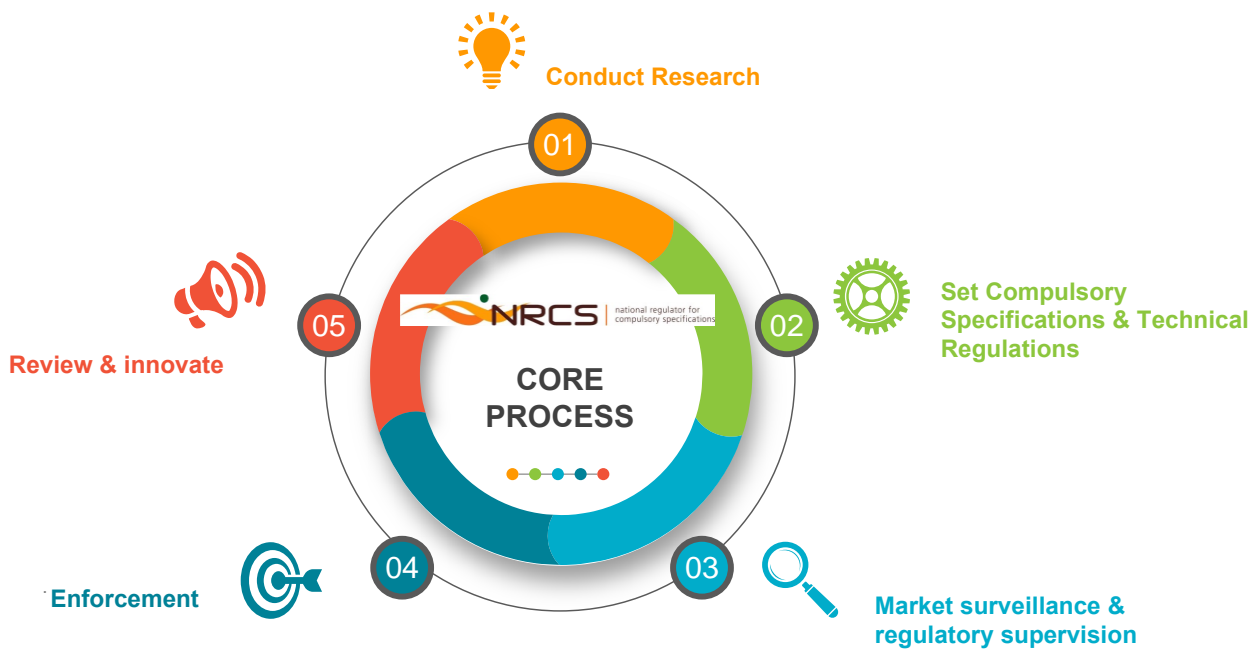 Conduct Research
01
02
Set Compulsory
Specifications & Technical
Regulations
03
Market surveillance &
regulatory supervision
04
Enforcement
05
Review & innovate
NRCS
national regulator for
compulsory specifications
CORE
PROCESS